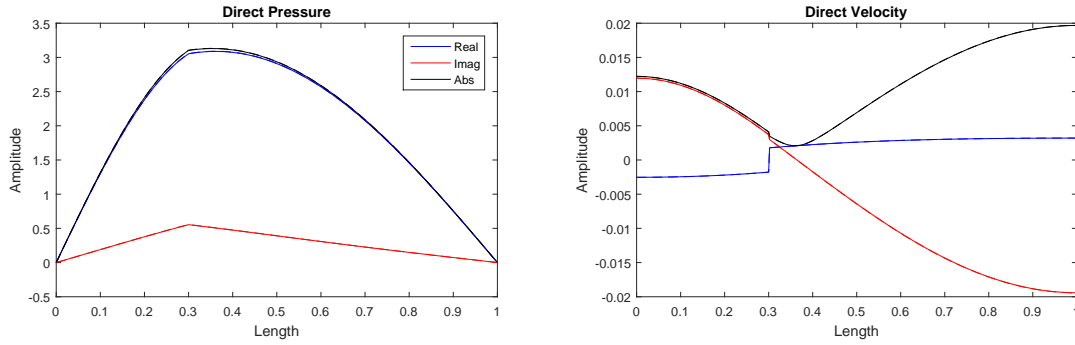 Direct Pressure
3.5
3
2.5
2
1.5
1
0.5
0
-0.5
Amplitude
Real
Imag
Abs
0 0.1 0.2 0.3 0.4 0.5 0.6 0.7 0.8 0.9 1
Length
Direct Velocity
0.02
0.015
0.01
0.005
0
-0.005
-0.01
-0.015
-0.02
Amplitude
0 0.1 0.2 0.3 0.4 0.5 0.6 0.7 0.8 0.9 1
Length